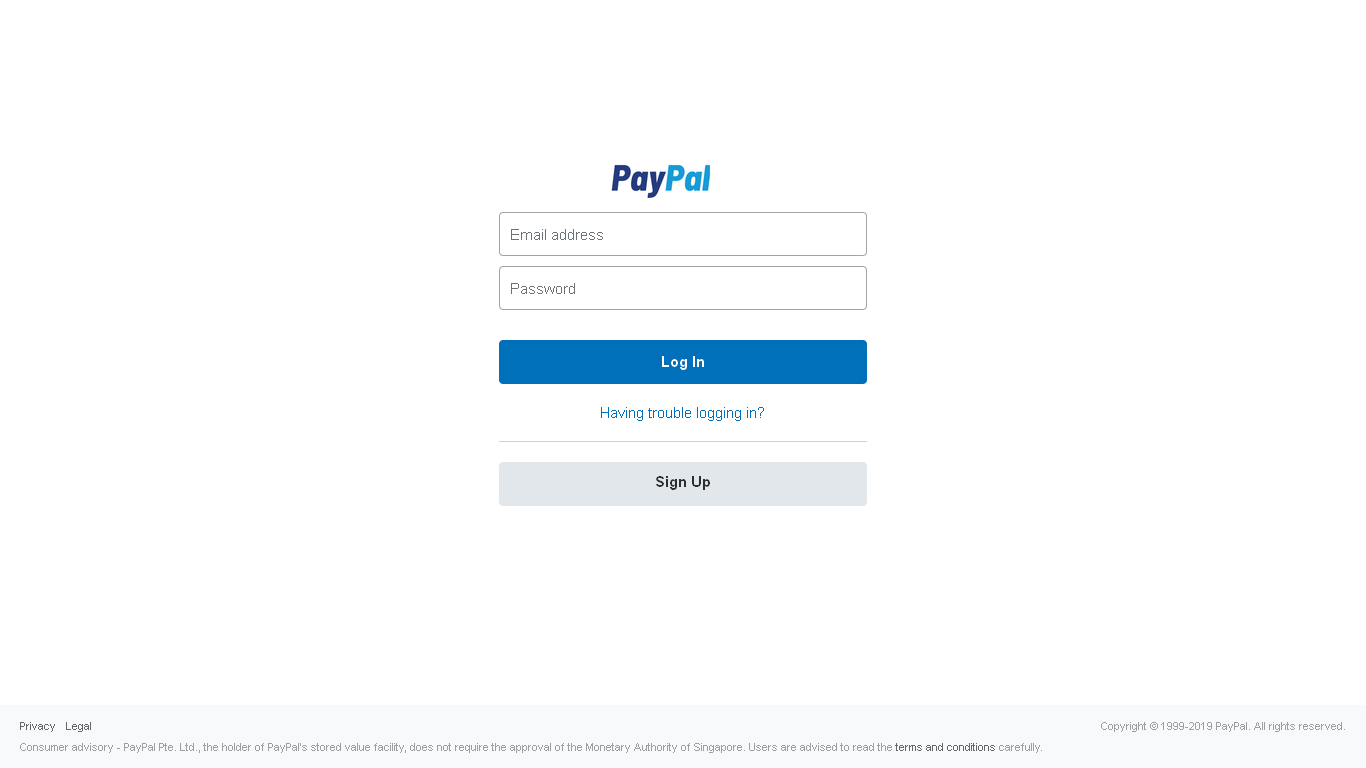 PayPal
Email address
Password
Log In
Having trouble logging in?
Sign Up
Privacy Legal
Copyright © 1999-2019 PayPal. All rights reserved.
Consumer advisory - PayPal Pte. Ltd., the holder of PayPal's stored value facility, does not require the approval of the Monetary Authority of Singapore. Users are advised to read the terms and conditions carefully.